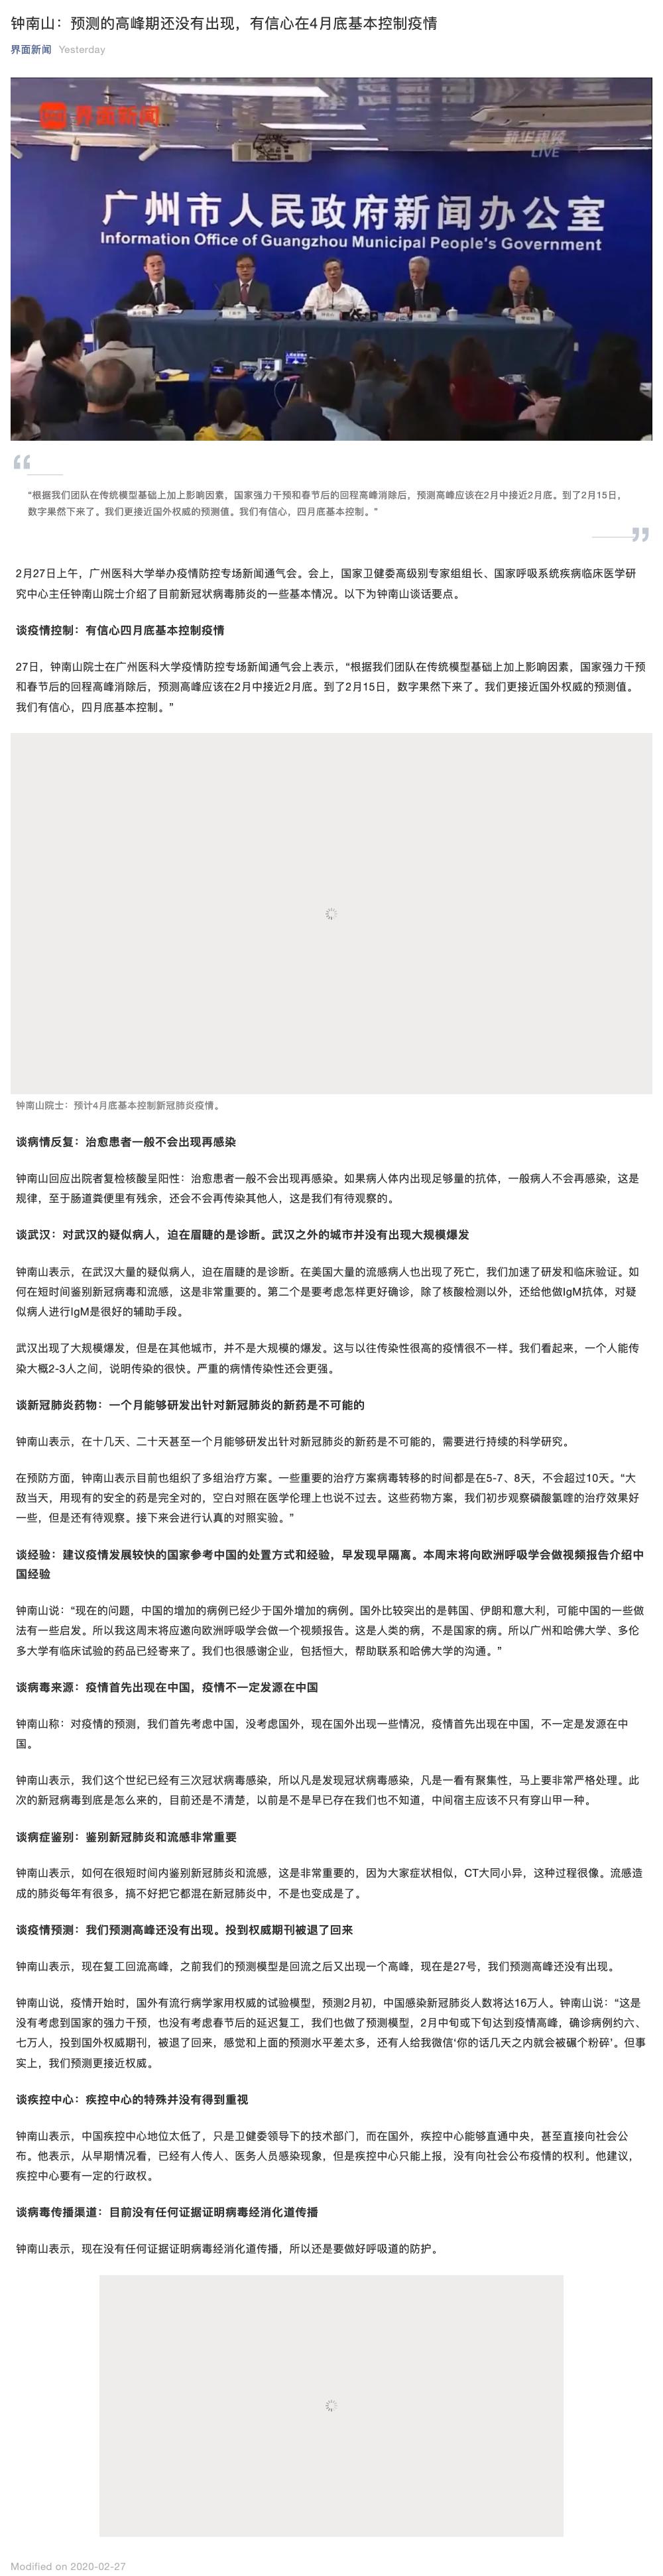 钟南山：预测的高峰期还没有出现，有信心在4月底基本控制疫情
界面新闻 Yesterday
界面新闻
新华视频
LIVE
广州市人民政府新闻办公室
Information Office of Guangzhou Municipal People's Government
“根据我们团队在传统模型基础上加上影响因素，国家强力干预和春节后的回程高峰消除后，预测高峰应该在2月中接近2月底。到了2月15日，
数字果然下来了。我们更接近国外权威的预测值。我们有信心，四月底基本控制。”
2月27日上午，广州医科大学举办疫情防控专场新闻通气会。会上，国家卫健委高级别专家组组长、国家呼吸系统疾病临床医学研
究中心主任钟南山院士介绍了目前新冠状病毒肺炎的一些基本情况。以下为钟南山谈话要点。
谈疫情控制：有信心四月底基本控制疫情
27日，钟南山院士在广州医科大学疫情防控专场新闻通气会上表示，“根据我们团队在传统模型基础上加上影响因素，国家强力干预
和春节后的回程高峰消除后，预测高峰应该在2月中接近2月底。到了2月15日，数字果然下来了。我们更接近国外权威的预测值。
我们有信心，四月底基本控制。”
钟南山院士：预计4月底基本控制新冠肺炎疫情。
谈病情反复：治愈患者一般不会出现再感染
钟南山回应出院者复检核酸呈阳性：治愈患者一般不会出现再感染。如果病人体内出现足够量的抗体，一般病人不会再感染，这是
规律，至于肠道粪便里有残余，还会不会再传染其他人，这是我们有待观察的。
谈武汉：对武汉的疑似病人，迫在眉睫的是诊断。武汉之外的城市并没有出现大规模爆发
钟南山表示，在武汉大量的疑似病人，迫在眉睫的是诊断。在美国大量的流感病人也出现了死亡，我们加速了研发和临床验证。如
何在短时间鉴别新冠病毒和流感，这是非常重要的。第二个是要考虑怎样更好确诊，除了核酸检测以外，还给他做IgM抗体，对疑
似病人进行IgM是很好的辅助手段。
武汉出现了大规模爆发，但是在其他城市，并不是大规模的爆发。这与以往传染性很高的疫情很不一样。我们看起来，一个人能传
染大概2-3人之间，说明传染的很快。严重的病情传染性还会更强。
谈新冠肺炎药物：一个月能够研发出针对新冠肺炎的新药是不可能的
钟南山表示，在十几天、二十天甚至一个月能够研发出针对新冠肺炎的新药是不可能的，需要进行持续的科学研究。
在预防方面，钟南山表示目前也组织了多组治疗方案。一些重要的治疗方案病毒转移的时间都是在5-7、8天，不会超过10天。“大
敌当天，用现有的安全的药是完全对的，空白对照在医学伦理上也说不过去。这些药物方案，我们初步观察磷酸氯喹的治疗效果好
一些，但是还有待观察。接下来会进行认真的对照实验。”
谈经验：建议疫情发展较快的国家参考中国的处置方式和经验，早发现早隔离。本周末将向欧洲呼吸学会做视频报告介绍中
国经验
钟南山说：“现在的问题，中国的增加的病例已经少于国外增加的病例。国外比较突出的是韩国、伊朗和意大利，可能中国的一些做
法有一些启发。所以我这周末将应邀向欧洲呼吸学会做一个视频报告。这是人类的病，不是国家的病。所以广州和哈佛大学、多伦
多大学有临床试验的药品已经寄来了。我们也很感谢企业，包括恒大，帮助联系和哈佛大学的沟通。”
谈病毒来源：疫情首先出现在中国，疫情不一定发源在中国
钟南山称：对疫情的预测，我们首先考虑中国，没考虑国外，现在国外出现一些情况，疫情首先出现在中国，不一定是发源在中
国。
钟南山表示，我们这个世纪已经有三次冠状病毒感染，所以凡是发现冠状病毒感染，凡是一看有聚集性，马上要非常严格处理。此
次的新冠病毒到底是怎么来的，目前还是不清楚，以前是不是早已存在我们也不知道，中间宿主应该不只有穿山甲一种。
谈病症鉴别：鉴别新冠肺炎和流感非常重要
钟南山表示，如何在很短时间内鉴别新冠肺炎和流感，这是非常重要的，因为大家症状相似，CT大同小异，这种过程很像。流感造
成的肺炎每年有很多，搞不好把它都混在新冠肺炎中，不是也变成是了。
谈疫情预测：我们预测高峰还没有出现。投到权威期刊被退了回来
钟南山表示，现在复工回流高峰，之前我们的预测模型是回流之后又出现一个高峰，现在是27号，我们预测高峰还没有出现。
钟南山说，疫情开始时，国外有流行病学家用权威的试验模型，预测2月初，中国感染新冠肺炎人数将达16万人。钟南山说：“这是
没有考虑到国家的强力干预，也没有考虑春节后的延迟复工，我们也做了预测模型，2月中旬或下旬达到疫情高峰，确诊病例约六、
七万人，投到国外权威期刊，被退了回来，感觉和上面的预测水平差太多，还有人给我微信‘你的话几天之内就会被碾个粉碎’。但事
实上，我们预测更接近权威。
谈疾控中心：疾控中心的特殊并没有得到重视
钟南山表示，中国疾控中心地位太低了，只是卫健委领导下的技术部门，而在国外，疾控中心能够直通中央，甚至直接向社会公
布。他表示，从早期情况看，已经有人传人、医务人员感染现象，但是疾控中心只能上报，没有向社会公布疫情的权利。他建议，
疾控中心要有一定的行政权。
谈病毒传播渠道：目前没有任何证据证明病毒经消化道传播
钟南山表示，现在没有任何证据证明病毒经消化道传播，所以还是要做好呼吸道的防护。
Modified on 2020-02-27